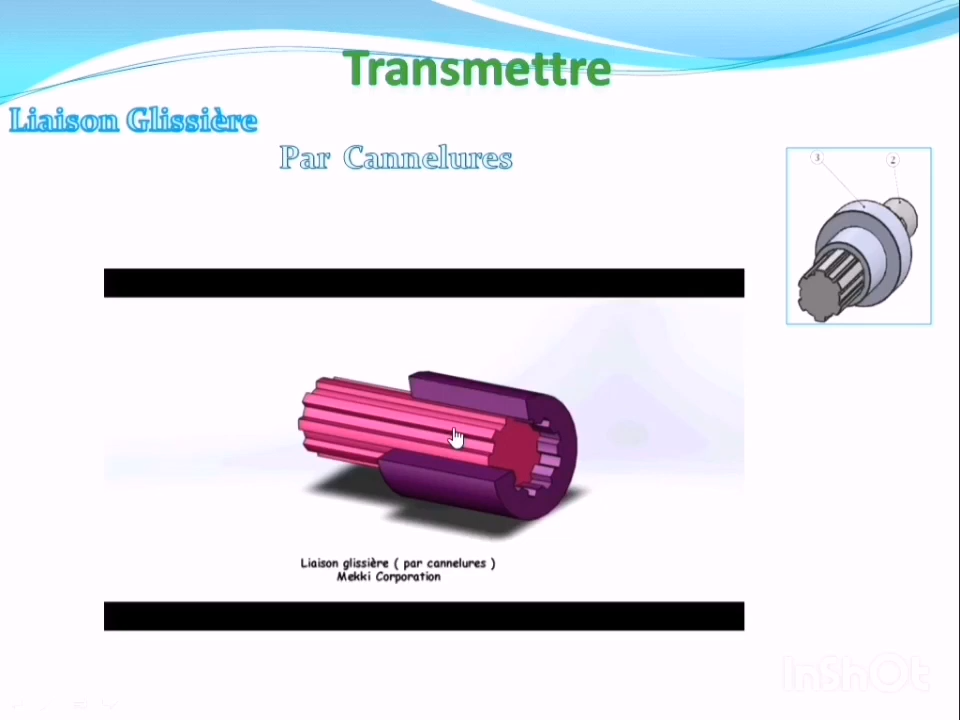 Transmettre
Liaison Glissière
Par Cannelures
3
2
Liaison glissière ( par cannelures )
Mekki Corporation
InShOt